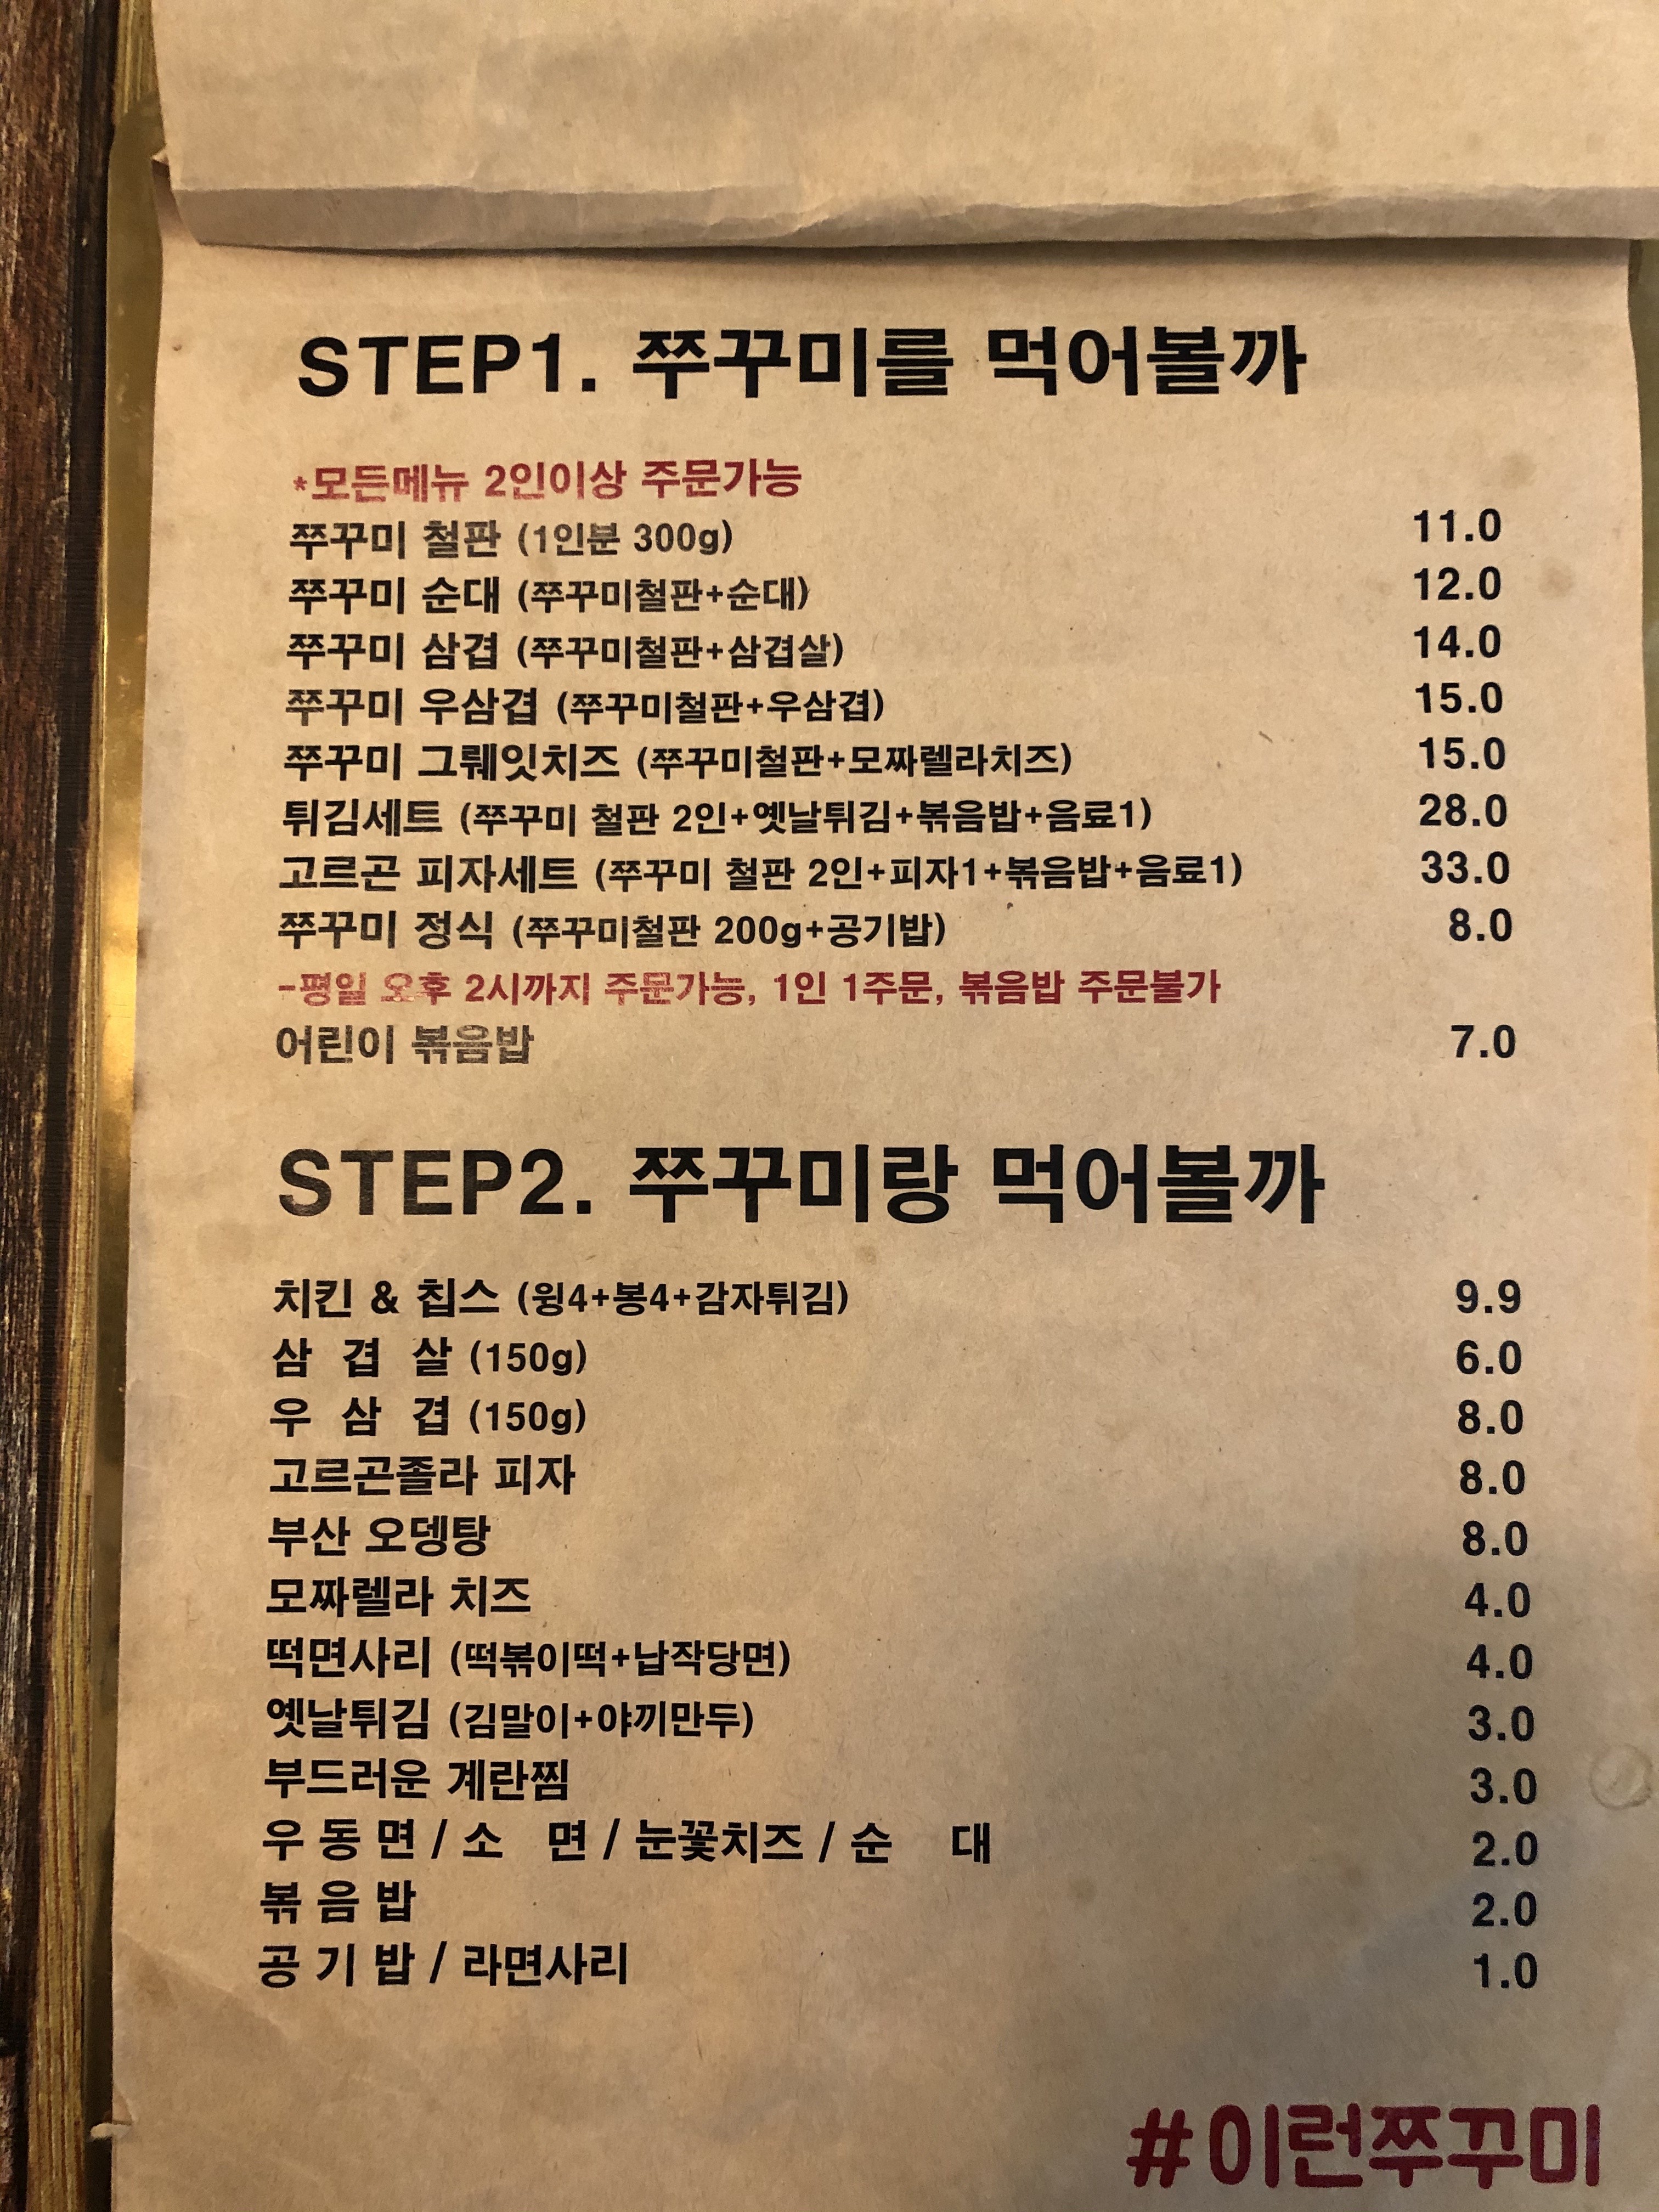 STEP1. 쭈꾸미를 먹어볼까
*모든메뉴 2인이상 주문가능
쭈꾸미 철판 (1인분 300g) 11.0
쭈꾸미 순대 (쭈꾸미철판+순대) 12.0
쭈꾸미 삼겹 (쭈꾸미철판+삼겹살) 14.0
쭈꾸미 우삼겹 (쭈꾸미철판+우삼겹) 15.0
쭈꾸미 그뤠잇치즈 (쭈꾸미철판+모짜렐라치즈) 15.0
튀김세트 (쭈꾸미 철판 2인+옛날튀김+볶음밥+음료1) 28.0
고르곤 피자세트 (쭈꾸미 철판 2인+피자1+볶음밥+음료1) 33.0
쭈꾸미 정식 (쭈꾸미철판 200g+공기밥) 8.0
-평일 오후 2시까지 주문가능, 1인 1주문, 볶음밥 주문불가
어린이 볶음밥 7.0
STEP2. 쭈꾸미랑 먹어볼까
치킨 & 칩스 (윙4+봉4+감자튀김) 9.9
삼 겹 살 (150g) 6.0
우 삼 겹 (150g) 8.0
고르곤졸라 피자 8.0
부산 오뎅탕 8.0
모짜렐라 치즈 4.0
떡면사리 (떡볶이떡+납작당면) 4.0
옛날튀김 (김말이+야끼만두) 3.0
부드러운 계란찜 3.0
우 동 면 / 소 면 / 눈꽃치즈 / 순 대 2.0
볶 음 밥 2.0
공 기 밥 / 라면사리 1.0
#이런쭈꾸미